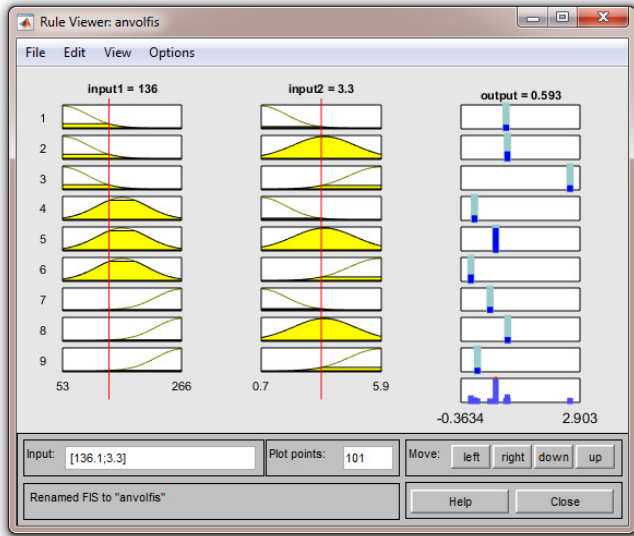 Rule Viewer: anvolfis
File Edit View Options
input1 = 136 input2 = 3.3 output = 0.593
1
2
3
4
5
6
7
8
9
53 266 0.7 5.9
-0.3634 2.903
Input: [136.1;3.3] Plot points: 101 Move: left right down up
Renamed FIS to "anvolfis" Help Close